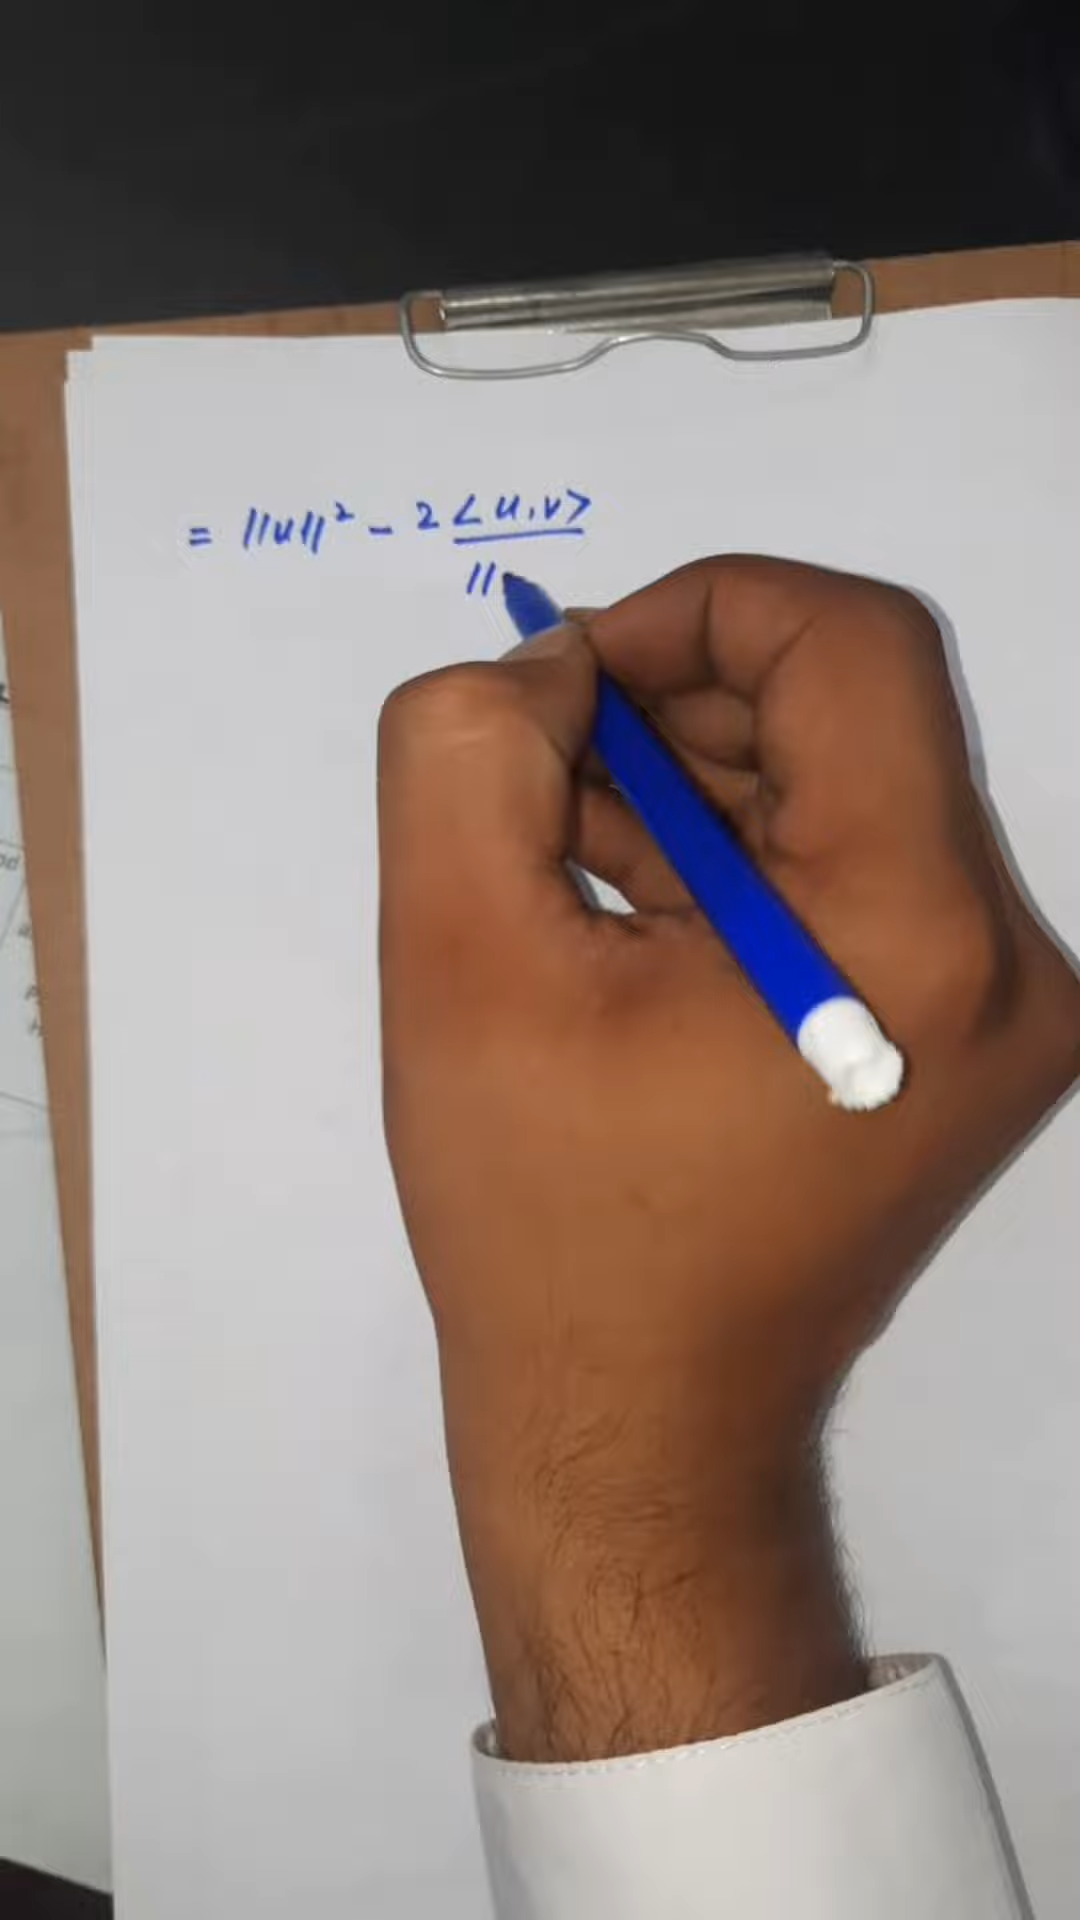 = ||u||² - 2 <u,v>
||